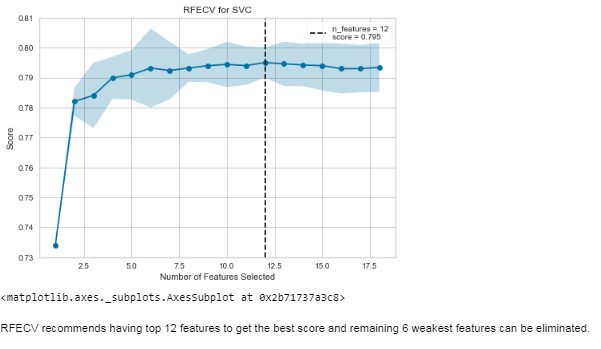 RFECV for SVC
0.81
0.80
0.79
0.78
0.77
0.76
0.75
0.74
0.73
Score
n_features = 12
score = 0.795
2.5 5.0 7.5 10.0 12.5 15.0 17.5
Number of Features Selected
<matplotlib.axes._subplots.AxesSubplot at 0x2b71737a3c8>
RFECV recommends having top 12 features to get the best score and remaining 6 weakest features can be eliminated.